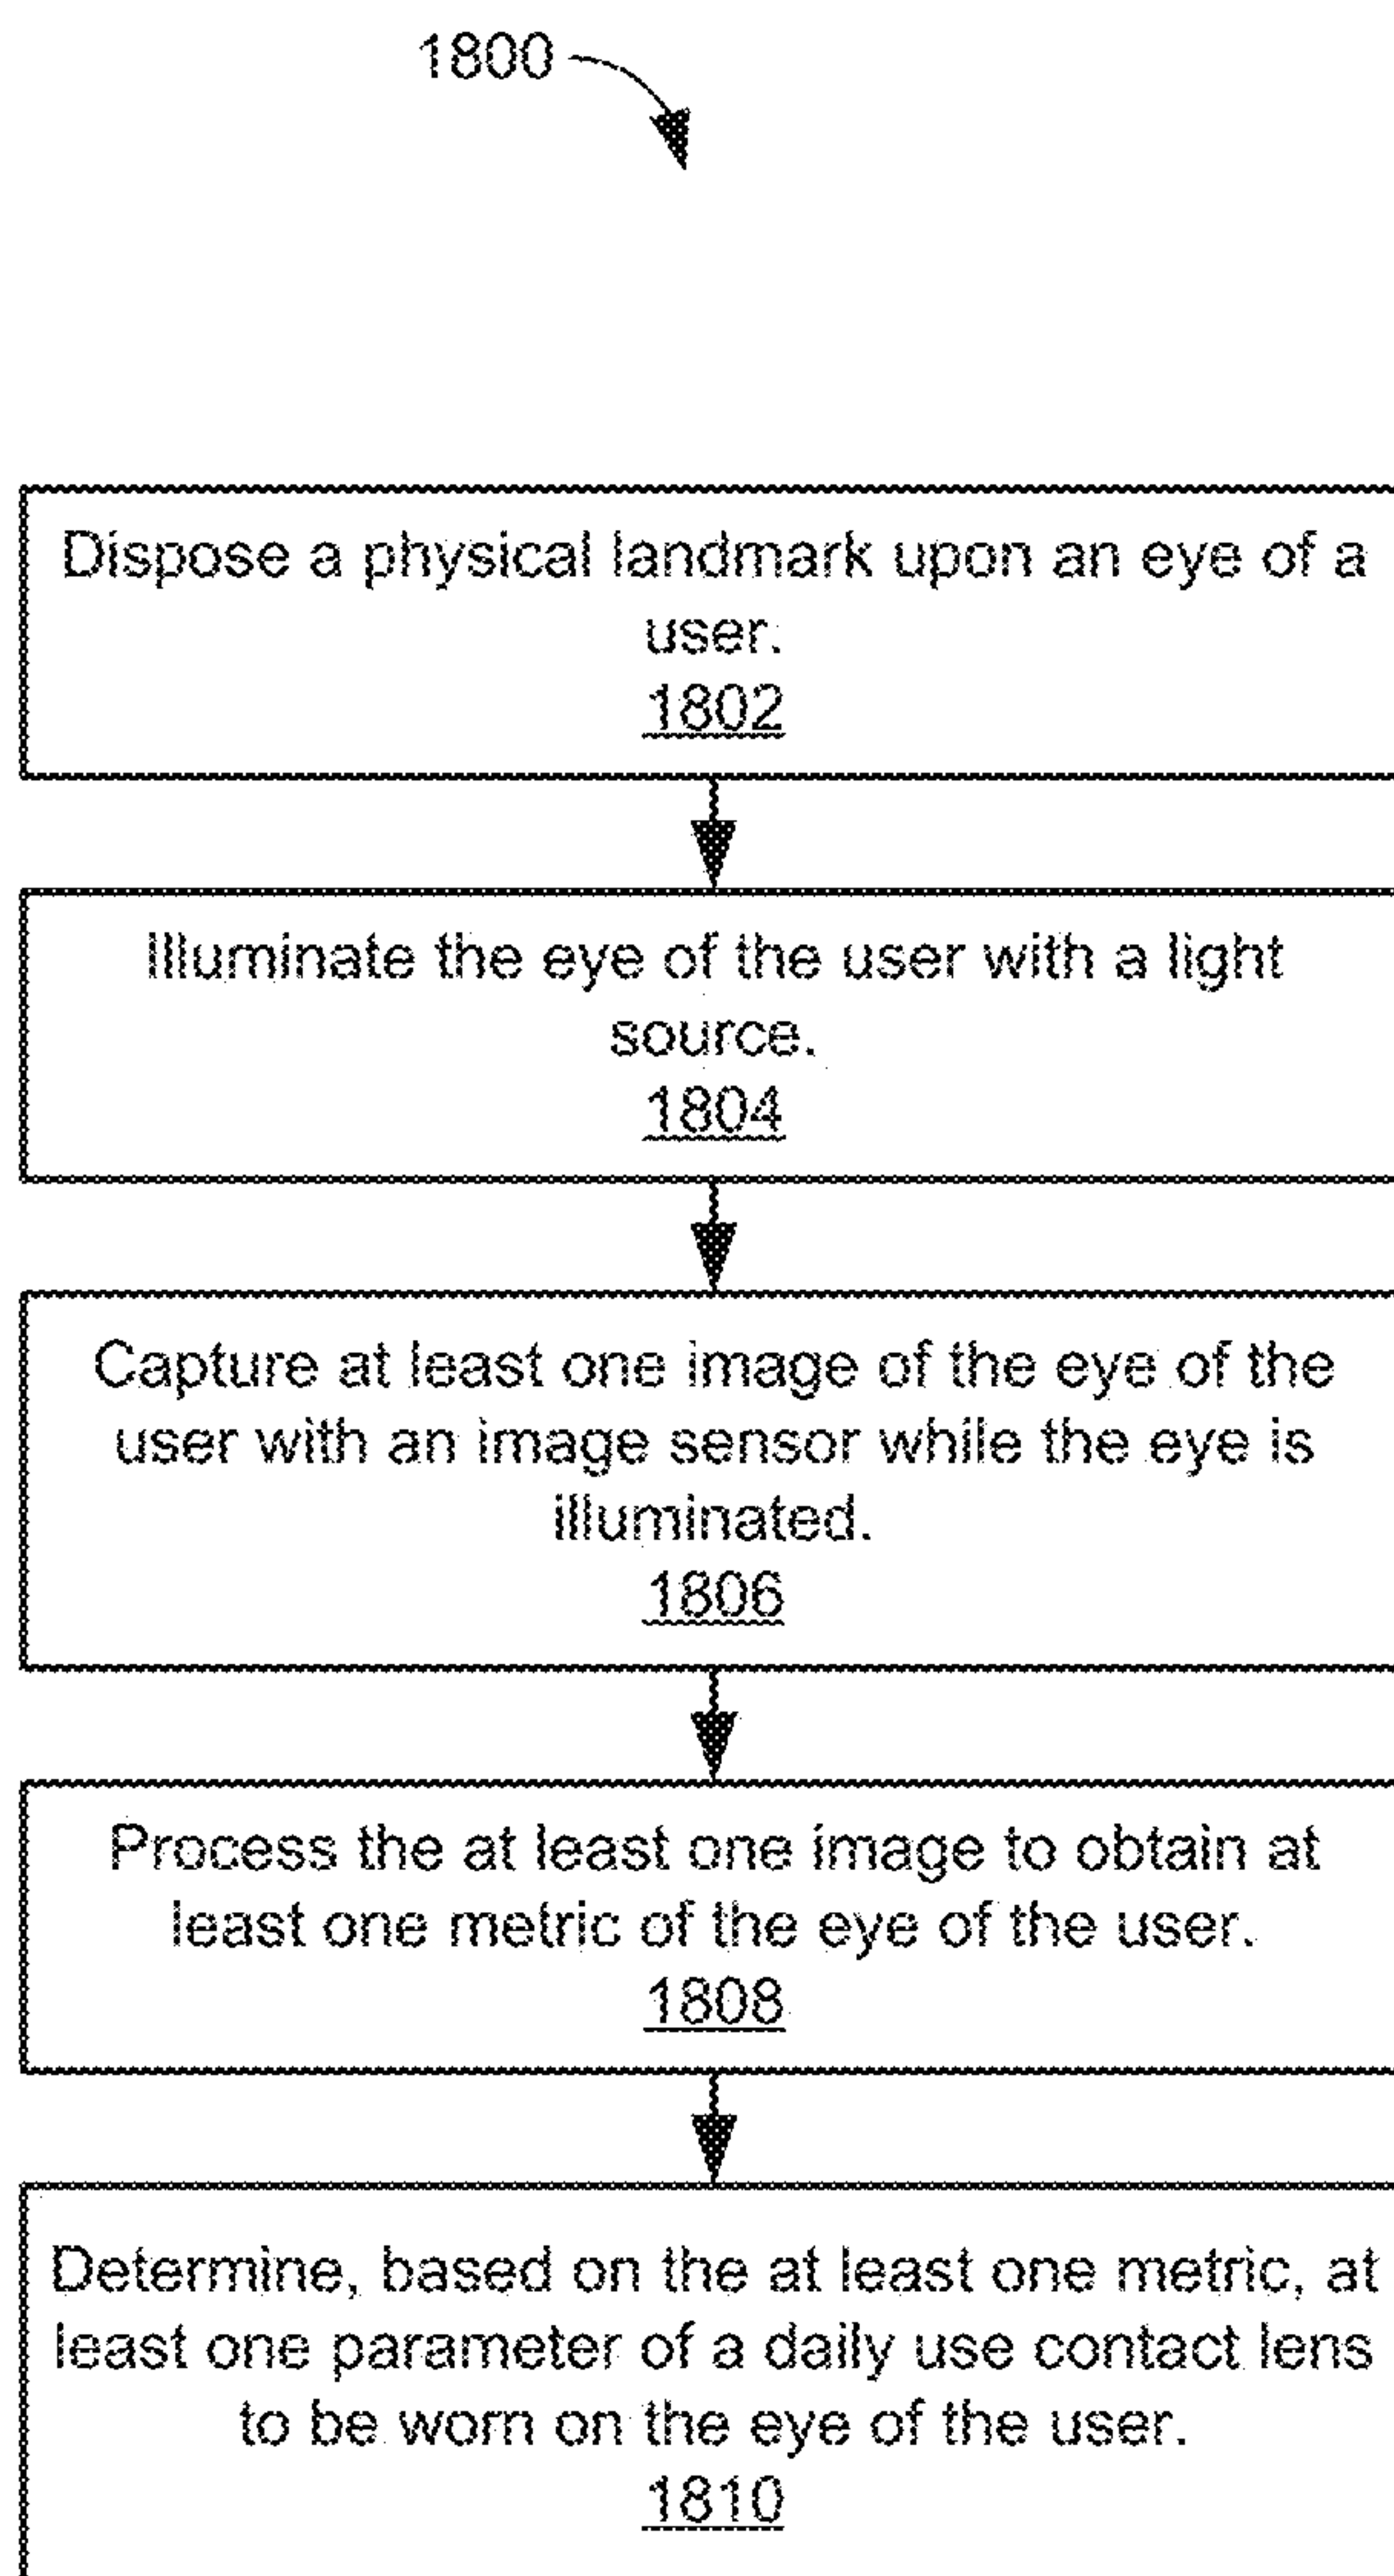 1800
Dispose a physical landmark upon an eye of a
user.
1802
Illuminate the eye of the user with a light
source.
1804
Capture at least one image of the eye of the
user with an image sensor while the eye is
illuminated.
1806
Process the at least one image to obtain at
least one metric of the eye of the user.
1808
Determine, based on the at least one metric, at
least one parameter of a daily use contact lens
to be worn on the eye of the user.
1810